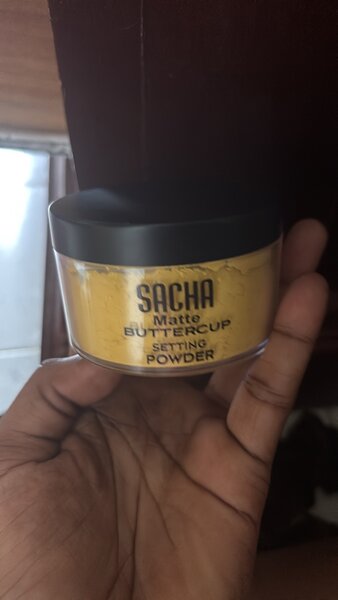 SACHA
Matte
BUTTERCUP
SETTING
POWDER